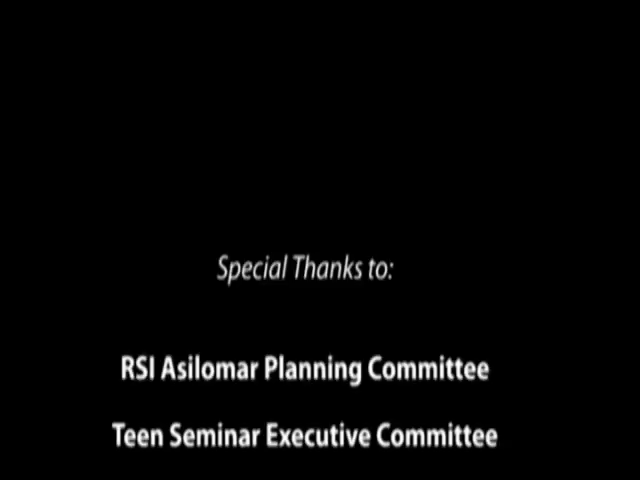 Special Thanks to:
RSI Asilomar Planning Committee
Teen Seminar Executive Committee